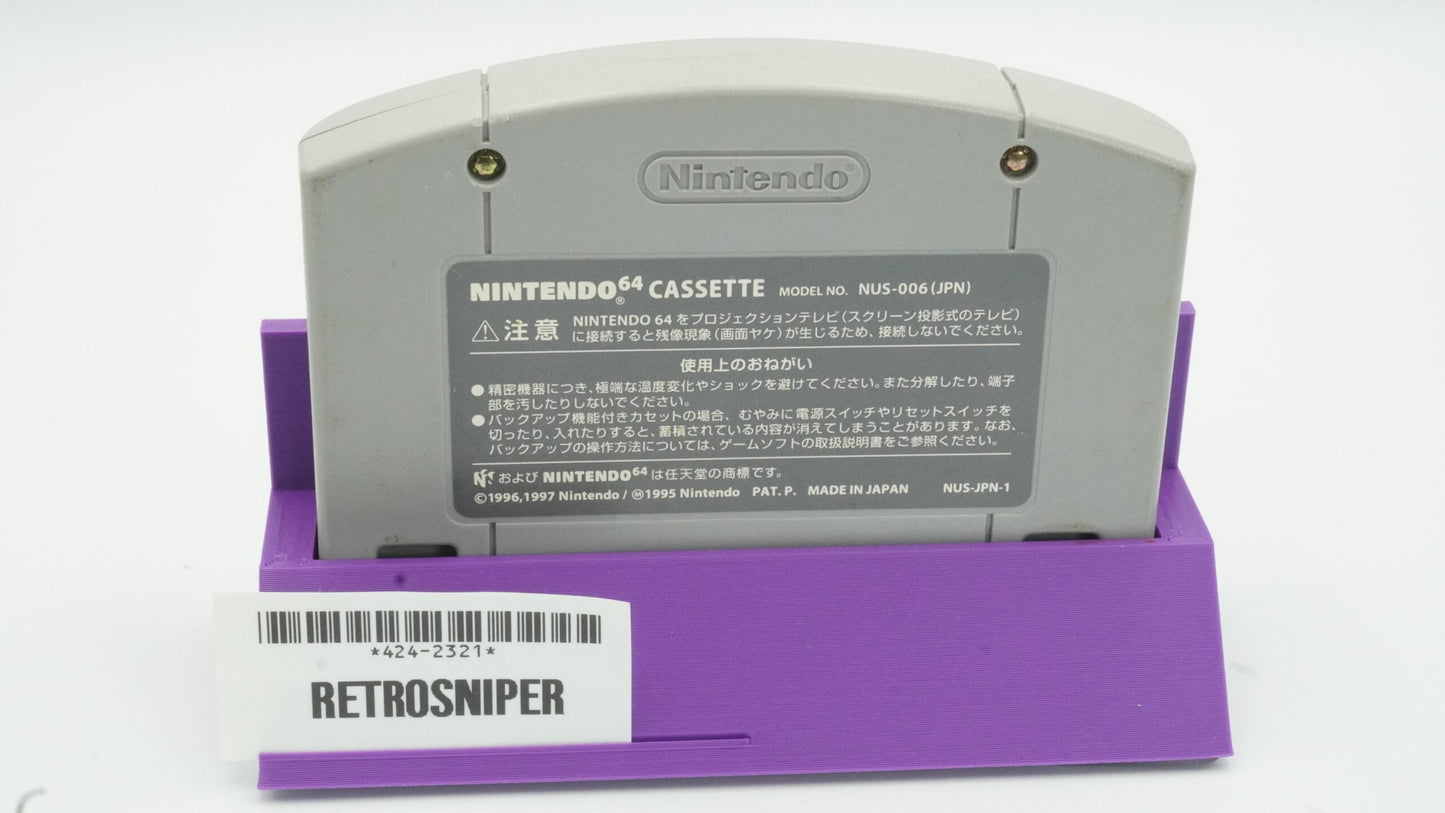 Nintendo®
NINTENDO64® CASSETTE MODEL NO. NUS-006(JPN)
⚠注意 NINTENDO 64 をプロジェクションテレビ(スクリーン投影式のテレビ)
に接続すると残像現象(画面ヤケ)が生じるため、接続しないでください。
使用上のおねがい
●精密機器につき、極端な温度変化やショックを避けてください。また分解したり、端子
部を汚したりしないでください。
●バックアップ機能付きカセットの場合、むやみに電源スイッチやリセットスイッチを
切ったり、入れたりすると、蓄積されている内容が消えてしまうことがあります。なお、
バックアップの操作方法については、ゲームソフトの取扱説明書をご参照ください。
および NINTENDO64 は任天堂の商標です。
©1996,1997 Nintendo / Ⓜ1995 Nintendo PAT. P. MADE IN JAPAN NUS-JPN-1
*424-2321*
RETROSNIPER